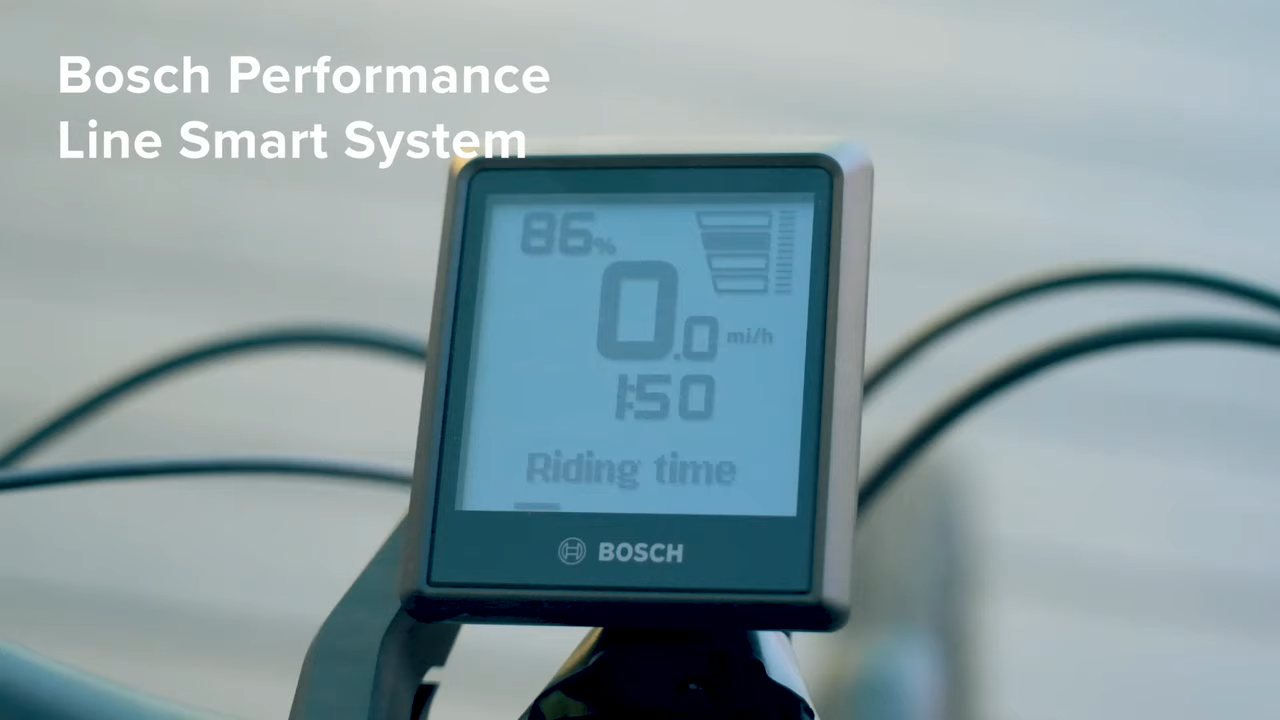 Bosch Performance
Line Smart System
86%
0.0 mi/h
1:50
Riding time
BOSCH